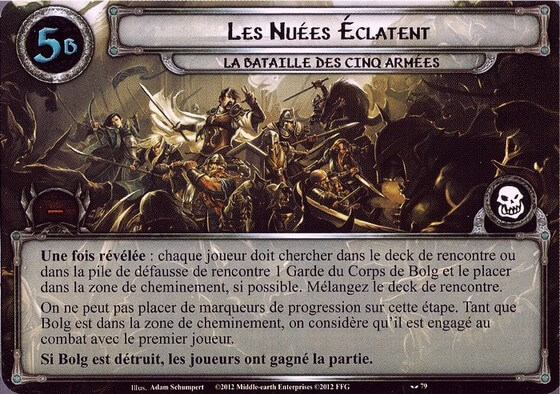 5B
Les Nuées Éclatent
La Bataille des Cinq Armées
Une fois révélée : chaque joueur doit chercher dans le deck de rencontre ou
dans la pile de défausse de rencontre 1 Garde du Corps de Bolg et le placer
dans la zone de cheminement, si possible. Mélangez le deck de rencontre.
On ne peut pas placer de marqueurs de progression sur cette étape. Tant que
Bolg est dans la zone de cheminement, on considère qu'il est engagé au
combat avec le premier joueur.
Si Bolg est détruit, les joueurs ont gagné la partie.
Illus. Adam Schumpert ©2012 Middle-earth Enterprises ©2012 FFG 79